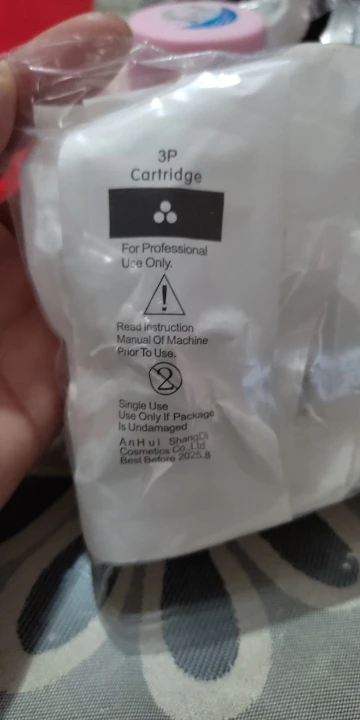 3P
Cartridge
For Professional
Use Only.
Read Instruction
Manual Of Machine
Prior To Use.
2
Single Use
Use Only If Package
Is Undamaged
AnHui ShangDi
Cosmetics Co.,Ltd
Best Before 2025.8